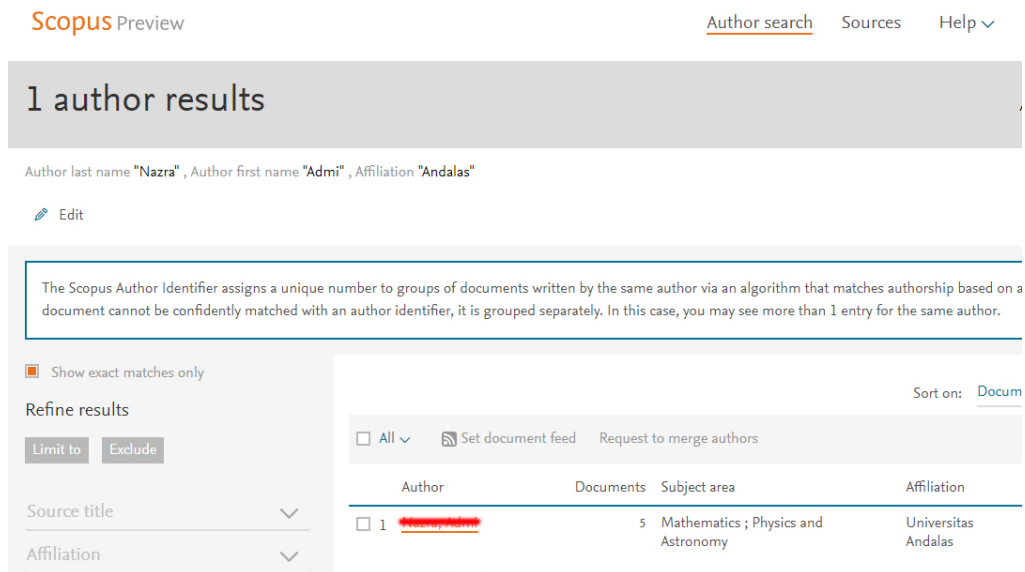 Scopus Preview
Author search Sources Help
1 author results
Author last name "Nazra" , Author first name "Admi" , Affiliation "Andalas"
Edit
The Scopus Author Identifier assigns a unique number to groups of documents written by the same author via an algorithm that matches authorship based on a
document cannot be confidently matched with an author identifier, it is grouped separately. In this case, you may see more than 1 entry for the same author.
Show exact matches only
Refine results
Limit to Exclude
Source title
Affiliation
Sort on: Docum
All Set document feed Request to merge authors
Author Documents Subject area Affiliation
1 5 Mathematics ; Physics and Universitas
Astronomy Andalas